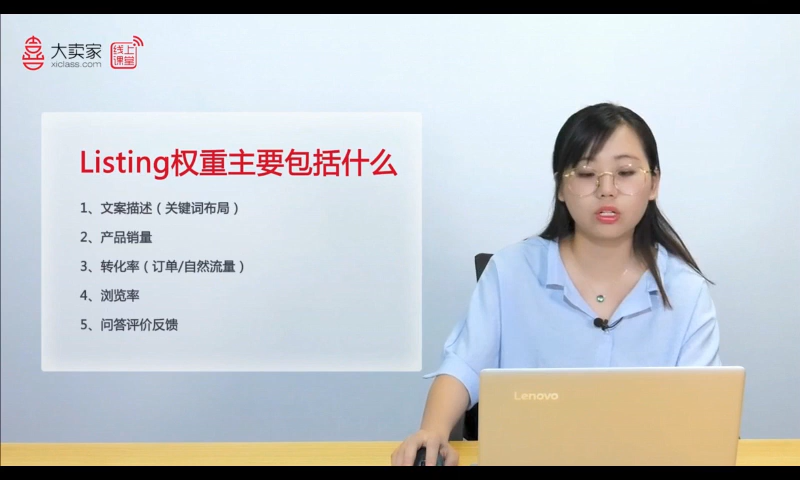 大卖家
xiclass.com
线上
课堂
Listing权重主要包括什么
1、文案描述（关键词布局）
2、产品销量
3、转化率（订单/自然流量）
4、浏览率
5、问答评价反馈
Lenovo